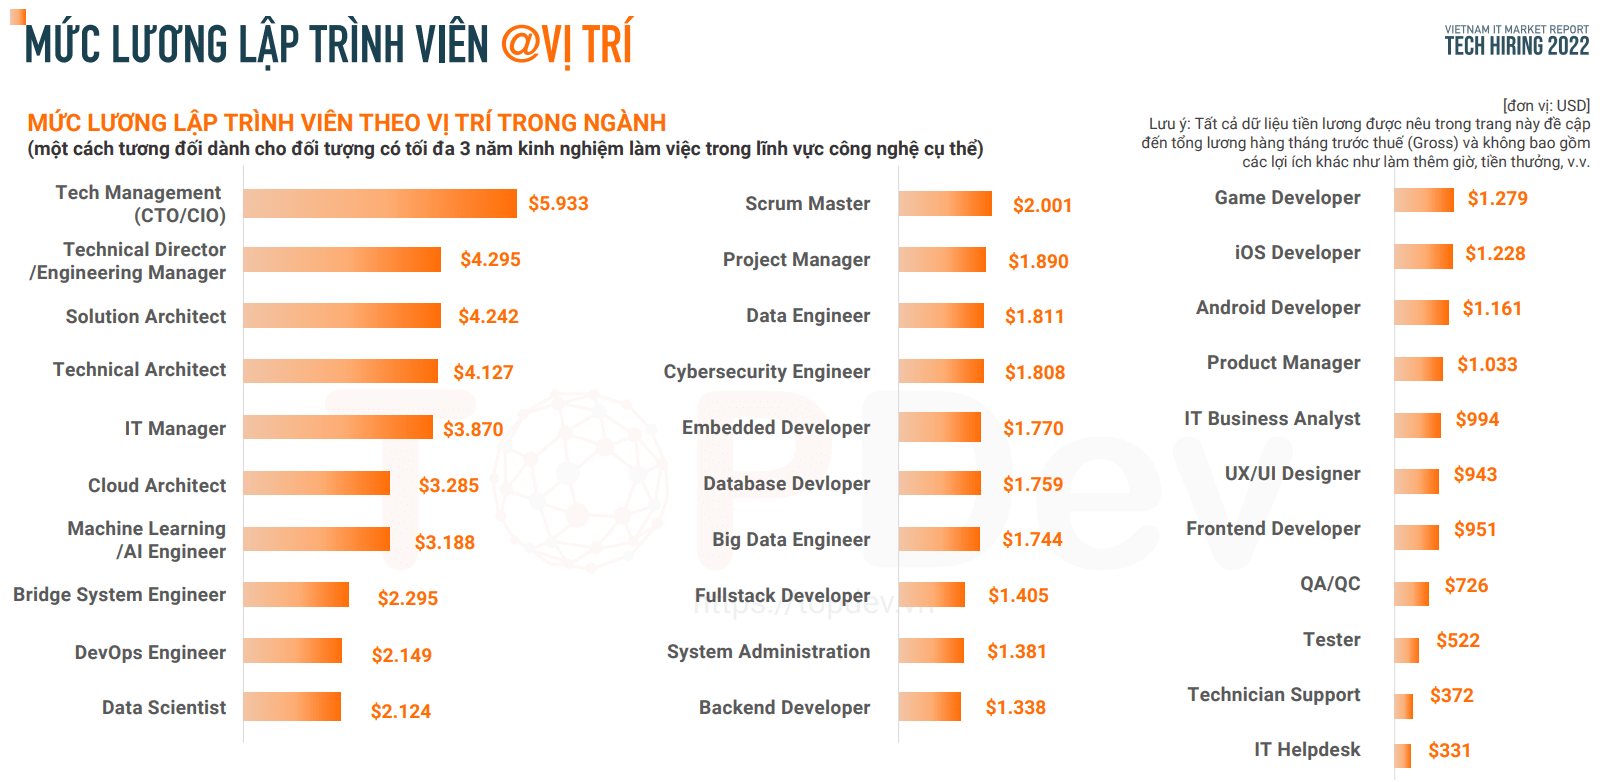 MỨC LƯƠNG LẬP TRÌNH VIÊN @VỊ TRÍ
VIETNAM IT MARKET REPORT
TECH HIRING 2022
[đơn vị: USD]
Lưu ý: Tất cả dữ liệu tiền lương được nêu trong trang này đề cập
đến tổng lương hàng tháng trước thuế (Gross) và không bao gồm
các lợi ích khác như làm thêm giờ, tiền thưởng, v.v.
MỨC LƯƠNG LẬP TRÌNH VIÊN THEO VỊ TRÍ TRONG NGÀNH
(một cách tương đối dành cho đối tượng có tối đa 3 năm kinh nghiệm làm việc trong lĩnh vực công nghệ cụ thể)
Tech Management
(CTO/CIO)
$5.933
Technical Director
/Engineering Manager
$4.295
Solution Architect
$4.242
Technical Architect
$4.127
IT Manager
$3.870
Cloud Architect
$3.285
Machine Learning
/AI Engineer
$3.188
Bridge System Engineer
$2.295
DevOps Engineer
$2.149
Data Scientist
$2.124
Scrum Master
$2.001
Project Manager
$1.890
Data Engineer
$1.811
Cybersecurity Engineer
$1.808
Embedded Developer
$1.770
Database Devloper
$1.759
Big Data Engineer
$1.744
Fullstack Developer
$1.405
System Administration
$1.381
Backend Developer
$1.338
Game Developer
$1.279
iOS Developer
$1.228
Android Developer
$1.161
Product Manager
$1.033
IT Business Analyst
$994
UX/UI Designer
$943
Frontend Developer
$951
QA/QC
$726
Tester
$522
Technician Support
$372
IT Helpdesk
$331
TOPDev
https://topdev.vn